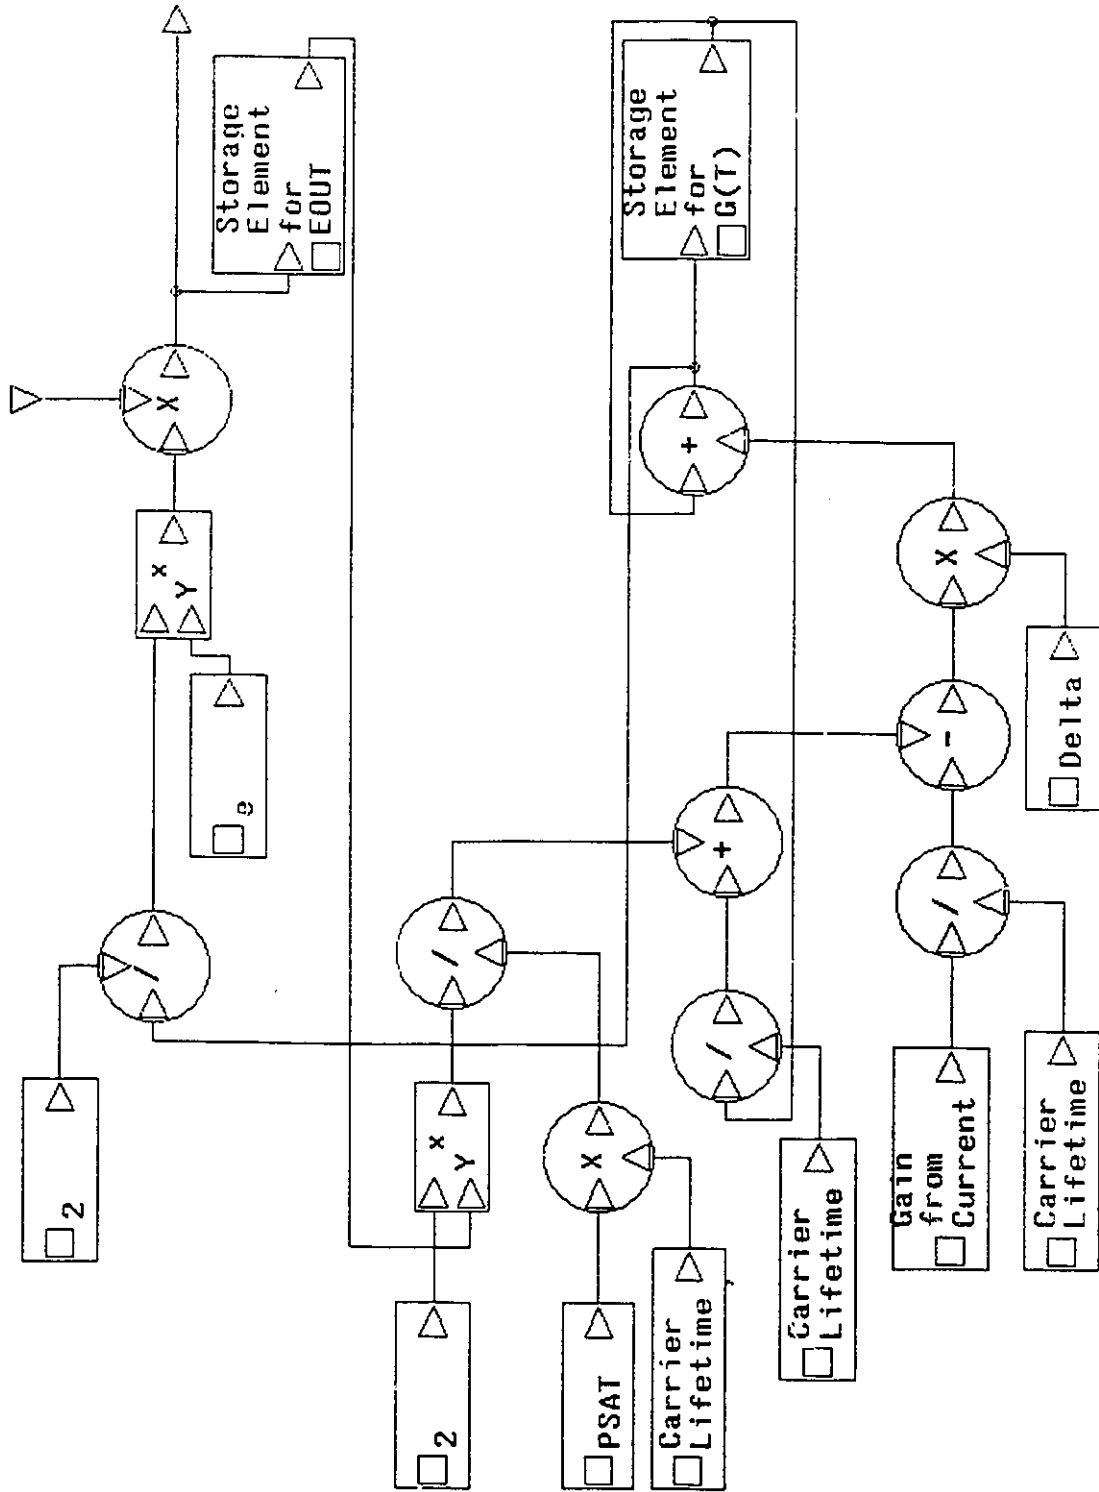 2
/
e
Y x
X
Storage
Element
for
EOUT
2
Y x
/
PSAT
X
Carrier
Lifetime
+
Storage
Element
for
G(T)
/
+
Carrier
Lifetime
Gain
from
Current
/
-
X
Carrier
Lifetime
Delta